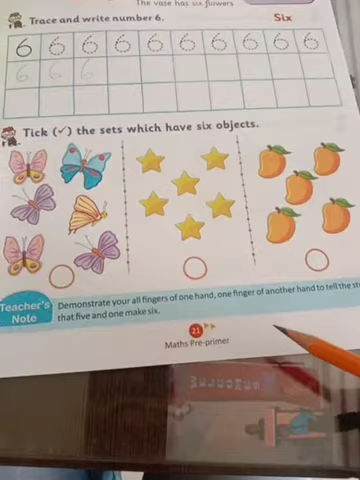 The vase has six flowers
Trace and write number 6.
Six
6 6 6 6 6 6 6 6 6 6
6 6 6
Tick (✓) the sets which have six objects.
Teacher's Note
Demonstrate your all fingers of one hand, one finger of another hand to tell the
that five and one make six.
21
Maths Pre-primer